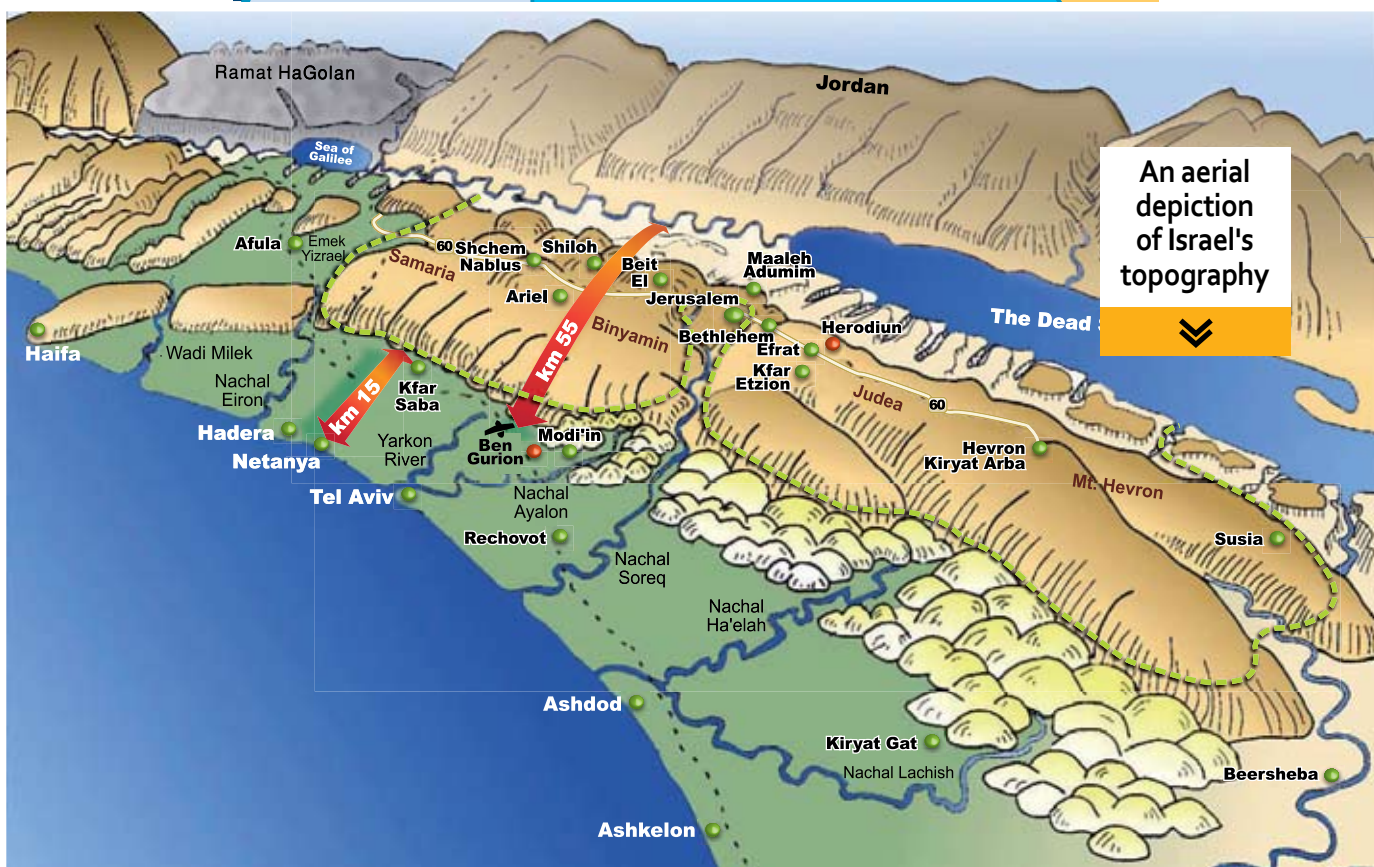 Ramat HaGolan
Jordan
Sea of
Galilee
An aerial
depiction
of Israel's
topography
Afula
Emek
Yizrael
60
Samaria
Shchem
Nablus
Shiloh
Beit
El
Maaleh
Adumim
Ariel
Jerusalem
Binyamin
km 55
Bethlehem
Herodiun
Efrat
The Dead
Haifa
Wadi Milek
Nachal
Eiron
km 15
Kfar
Saba
Kfar
Etzion
Judea
60
Hadera
Netanya
Yarkon
River
Ben
Gurion
Modi'in
Hevron
Kiryat Arba
Mt. Hevron
Tel Aviv
Nachal
Ayalon
Rechovot
Susia
Nachal
Soreq
Nachal
Ha'elah
Ashdod
Kiryat Gat
Nachal Lachish
Beersheba
Ashkelon